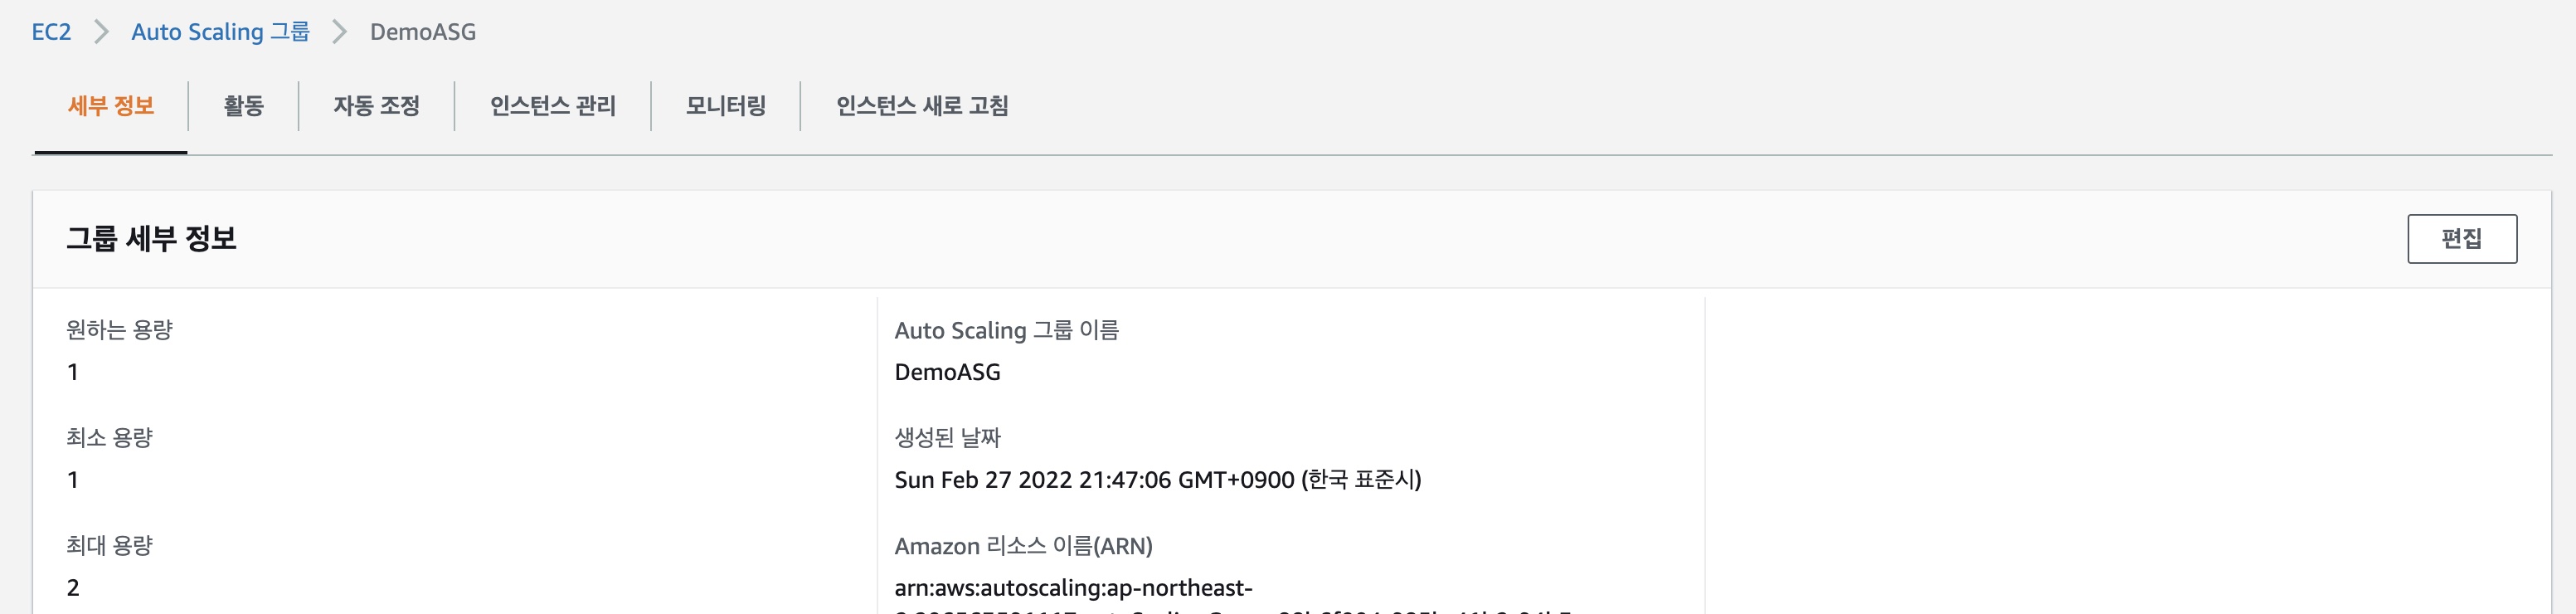 EC2 Auto Scaling 그룹 DemoASG
세부 정보 활동 자동 조정 인스턴스 관리 모니터링 인스턴스 새로 고침
그룹 세부 정보 편집
원하는 용량
1
최소 용량
1
최대 용량
2
Auto Scaling 그룹 이름
DemoASG
생성된 날짜
Sun Feb 27 2022 21:47:06 GMT+0900 (한국 표준시)
Amazon 리소스 이름(ARN)
arn:aws:autoscaling:ap-northeast-